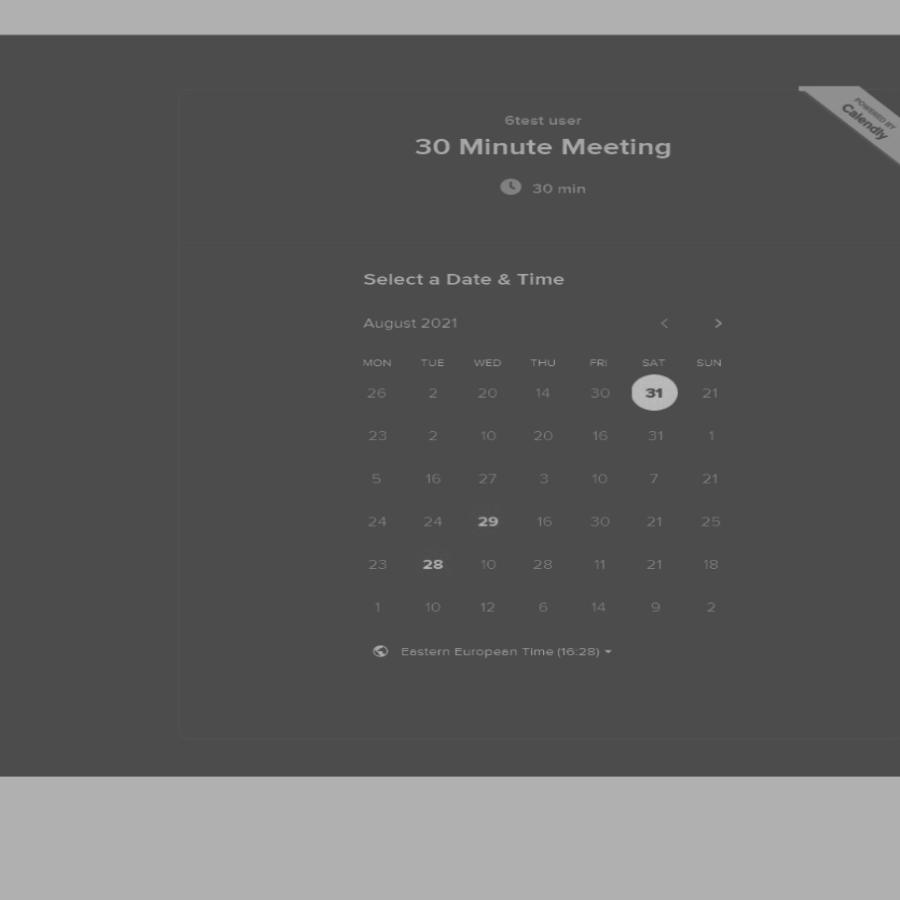 POWERED BY
Calendly
6test user
30 Minute Meeting
30 min
Select a Date & Time
August 2021
MON TUE WED THU FRI SAT SUN
26 2 20 14 30 31 21
23 2 10 20 16 31 1
5 16 27 3 10 7 21
24 24 29 16 30 21 25
23 28 10 28 11 21 18
1 10 12 6 14 9 2
Eastern European Time (16:28)